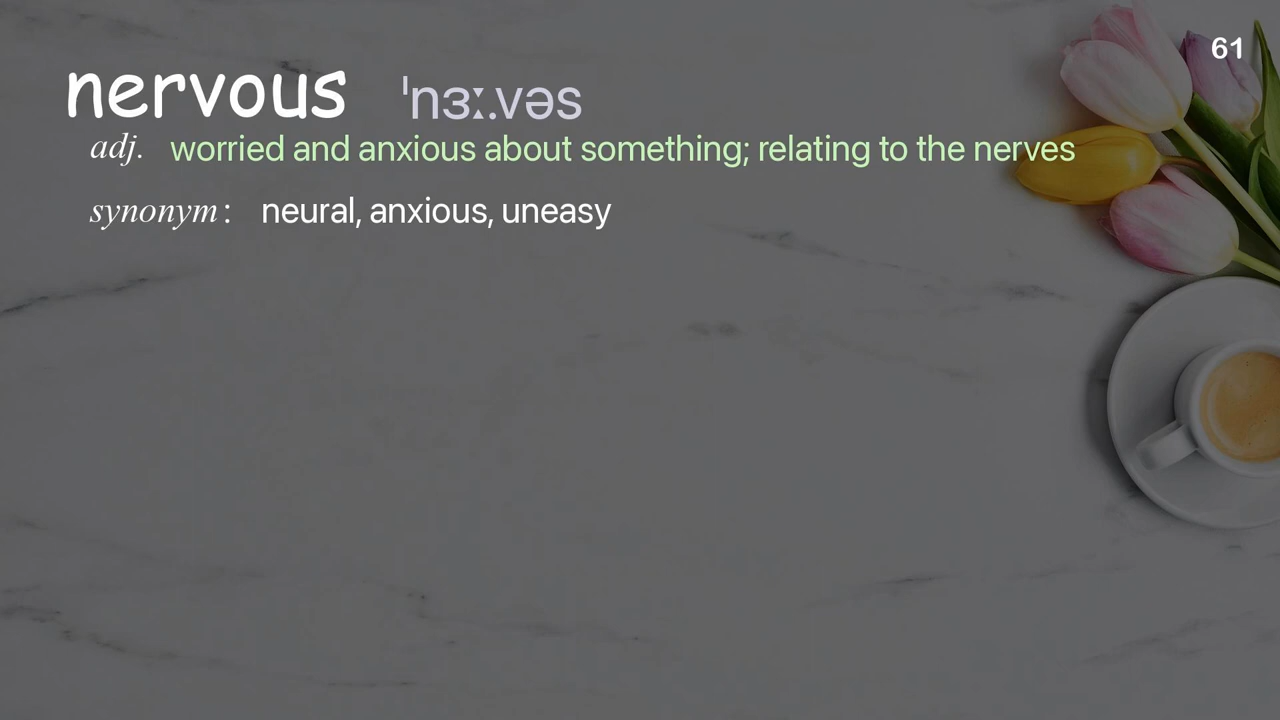 61
nervous ˈnɜː.vəs
adj. worried and anxious about something; relating to the nerves
synonym: neural, anxious, uneasy